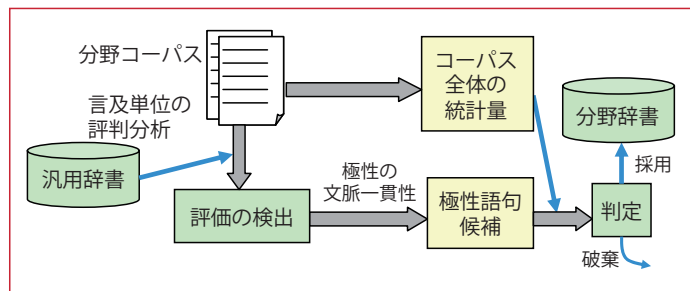 分野コーパス
コーパス
全体の
統計量
言及単位の
評判分析
分野辞書
汎用辞書
極性の
文脈一貫性
採用
評価の検出
極性語句
候補
判定
破棄